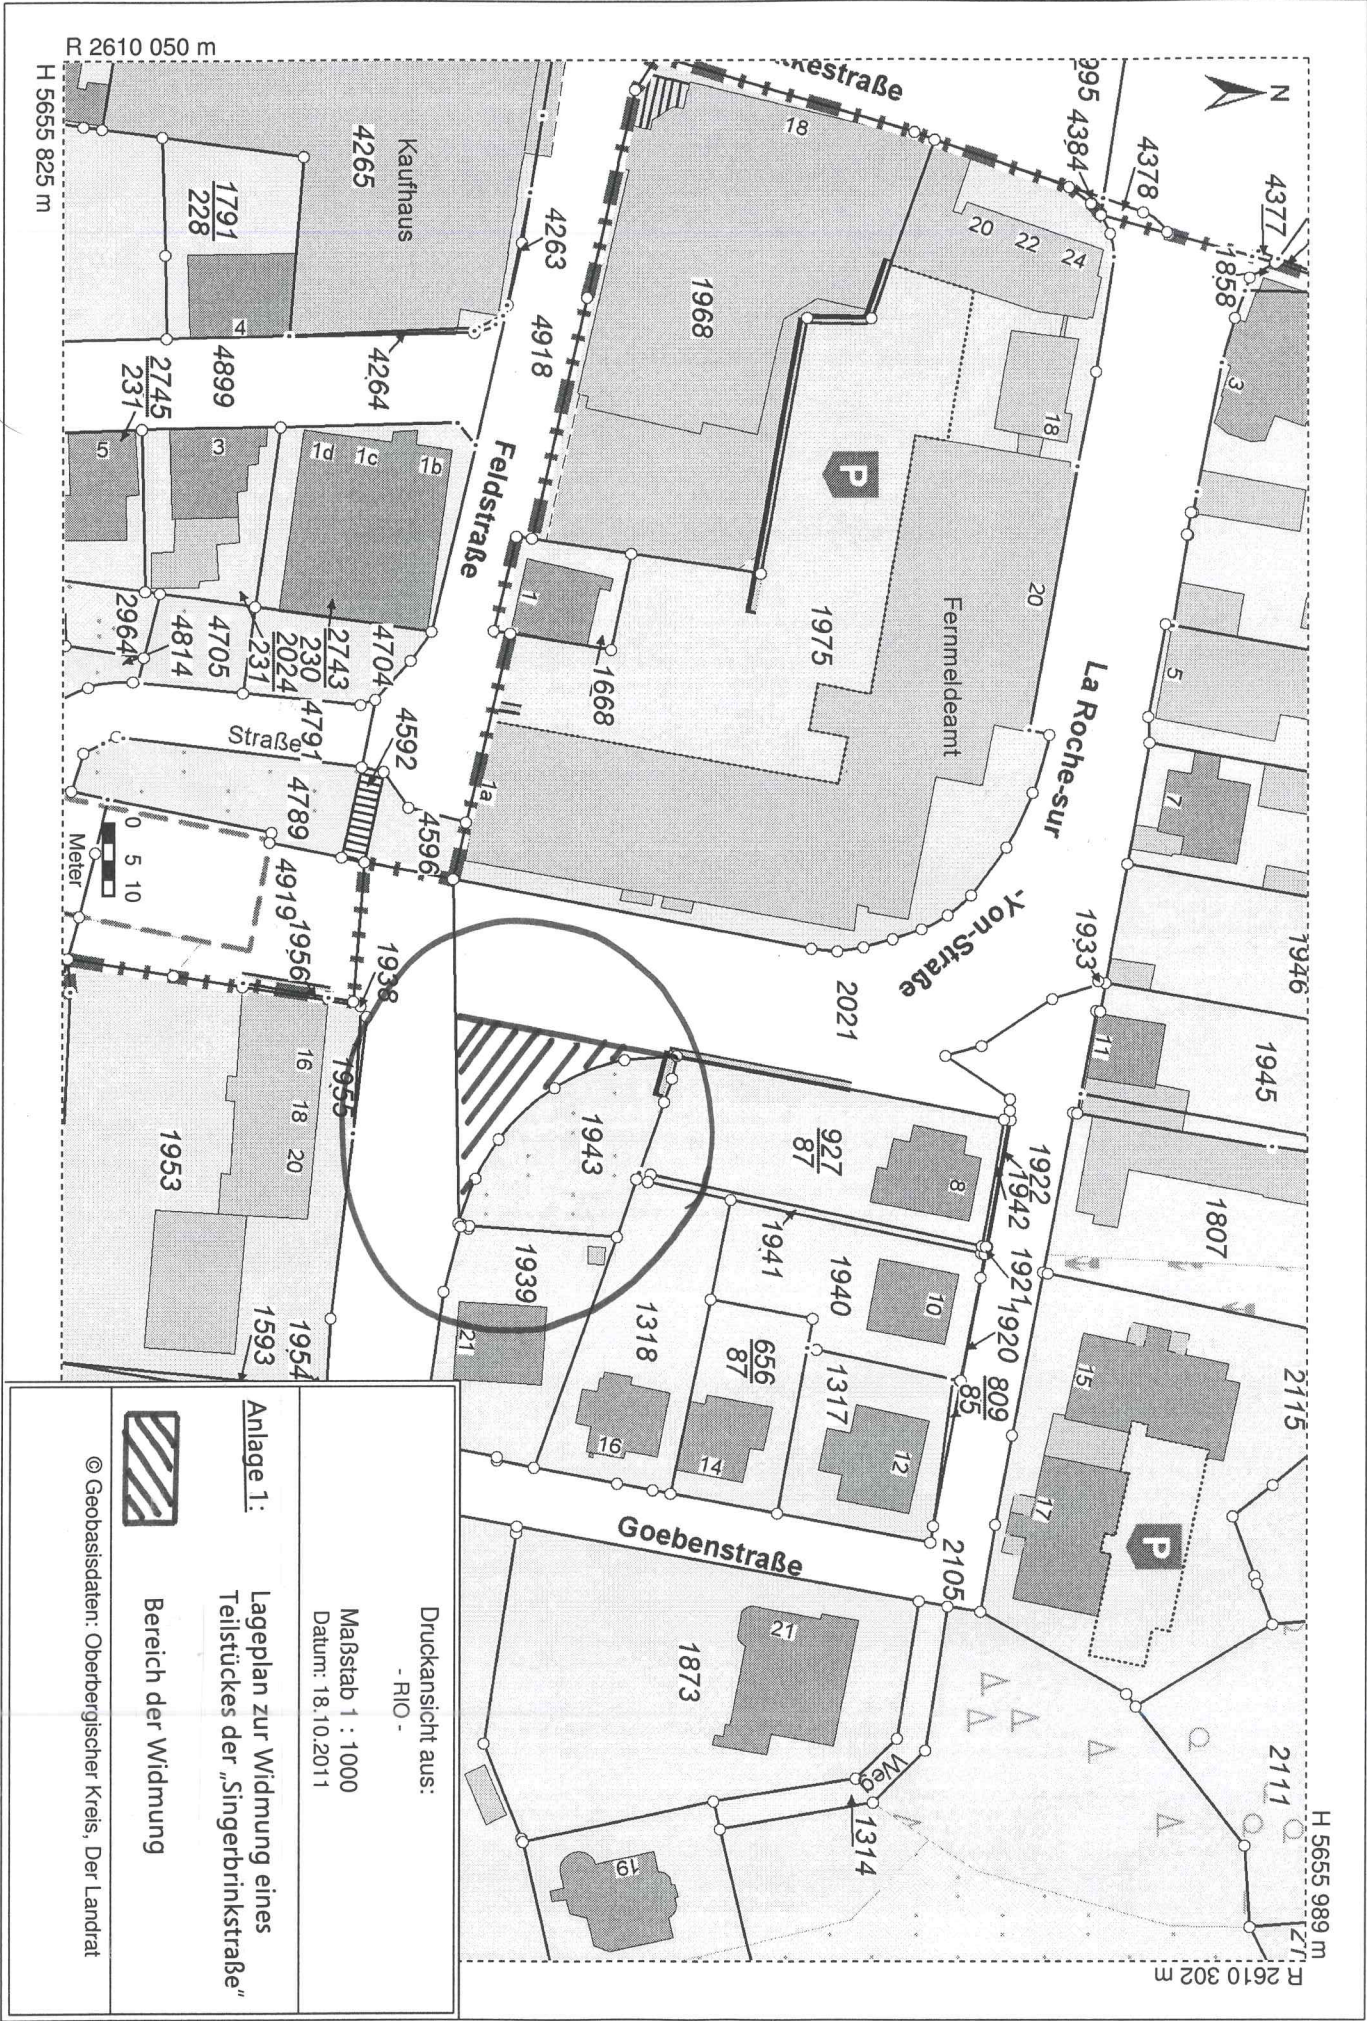 R 2610 050 m
H 5655 825 m
H 5655 989 m
R 2610 302 m
N
kestraße
995
4384
4378
4377
1858
3
18
20
22
24
18
1968
P
1975
20
Fernmeldeamt
La Roche-sur
-Yon-Straße
5
7
1946
1933
11
1945
1807
2115
2111
27
Kaufhaus
4265
1791
228
4
4263
4264
4918
4899
2745
231
5
3
1d
1c
1b
Feldstraße
1
1668
1a
2964
4814
4705
2024
231
2743
230
4704
4791
Straße
4592
4789
4596
4919
1956
1938
0 5 10
Meter
2021
1955
16
18
20
1953
1954
1593
1943
927
87
8
1922
1942
1921
1920
1941
1940
10
809
85
1939
21
1318
656
87
1317
12
16
14
15
17
P
Goebenstraße
2105
21
1873
Weg
1314
19
Druckansicht aus:
- RIO -
Maßstab 1 : 1000
Datum: 18.10.2011
Anlage 1:
Lageplan zur Widmung eines
Teilstückes der „Singerbrinkstraße"
Bereich der Widmung
© Geobasisdaten: Oberbergischer Kreis, Der Landrat